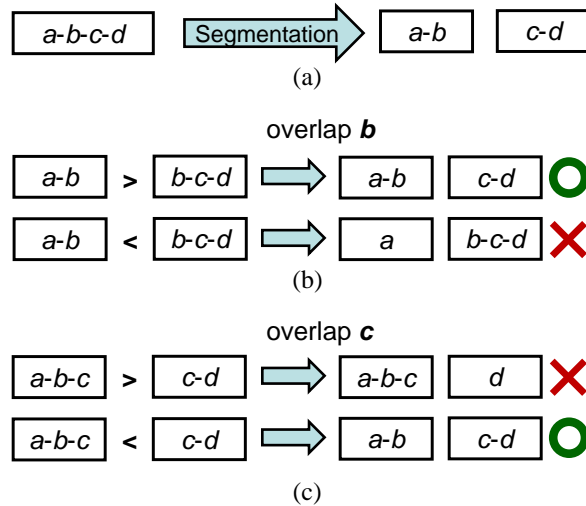 a-b-c-d Segmentation a-b c-d
(a)
overlap b
a-b > b-c-d a-b c-d
a-b < b-c-d a b-c-d
(b)
overlap c
a-b-c > c-d a-b-c d
a-b-c < c-d a-b c-d
(c)